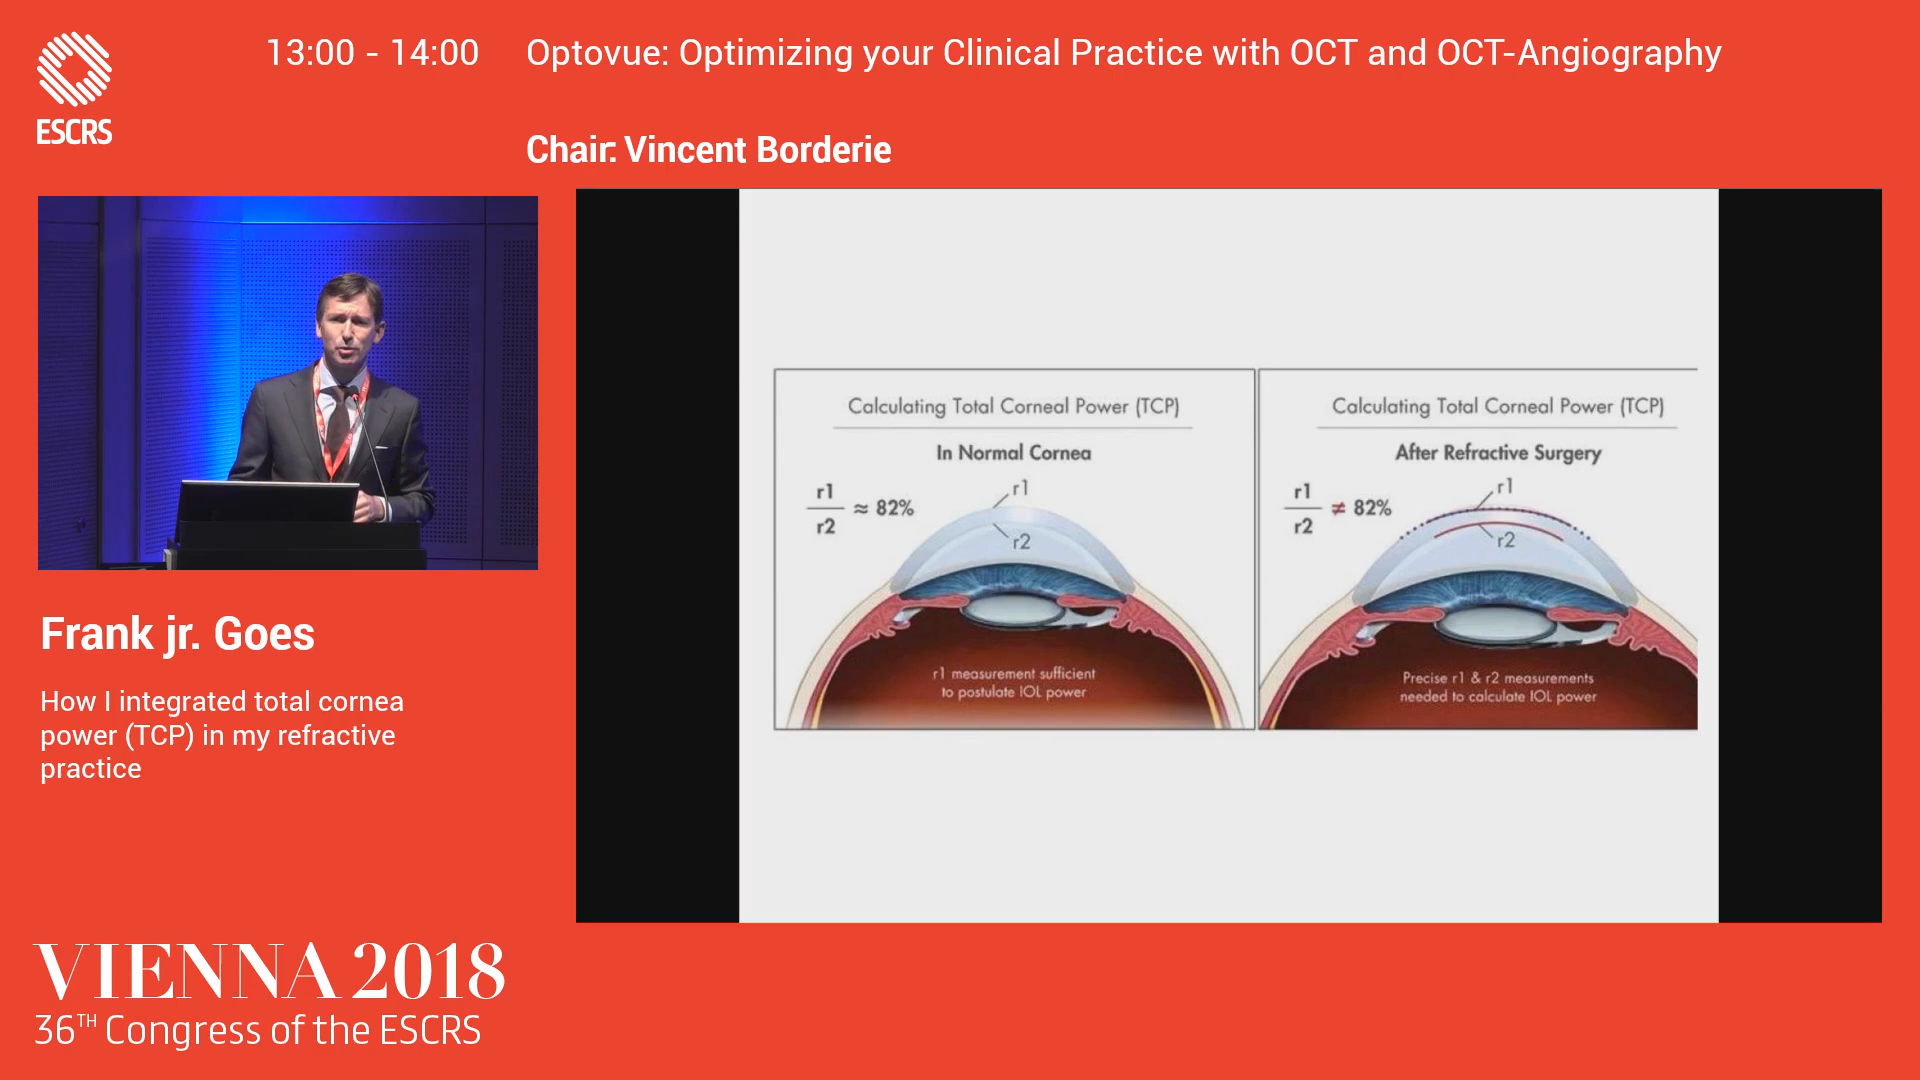 ESCRS
13:00 - 14:00 Optovue: Optimizing your Clinical Practice with OCT and OCT-Angiography
Chair: Vincent Borderie
Calculating Total Corneal Power (TCP)
In Normal Cornea
r1
r2
≈ 82%
r1
r2
r1 measurement sufficient
to postulate IOL power
Calculating Total Corneal Power (TCP)
After Refractive Surgery
r1
r2
≠ 82%
r1
r2
Precise r1 & r2 measurements
needed to calculate IOL power
Frank jr. Goes
How I integrated total cornea
power (TCP) in my refractive
practice
VIENNA 2018
36TH Congress of the ESCRS